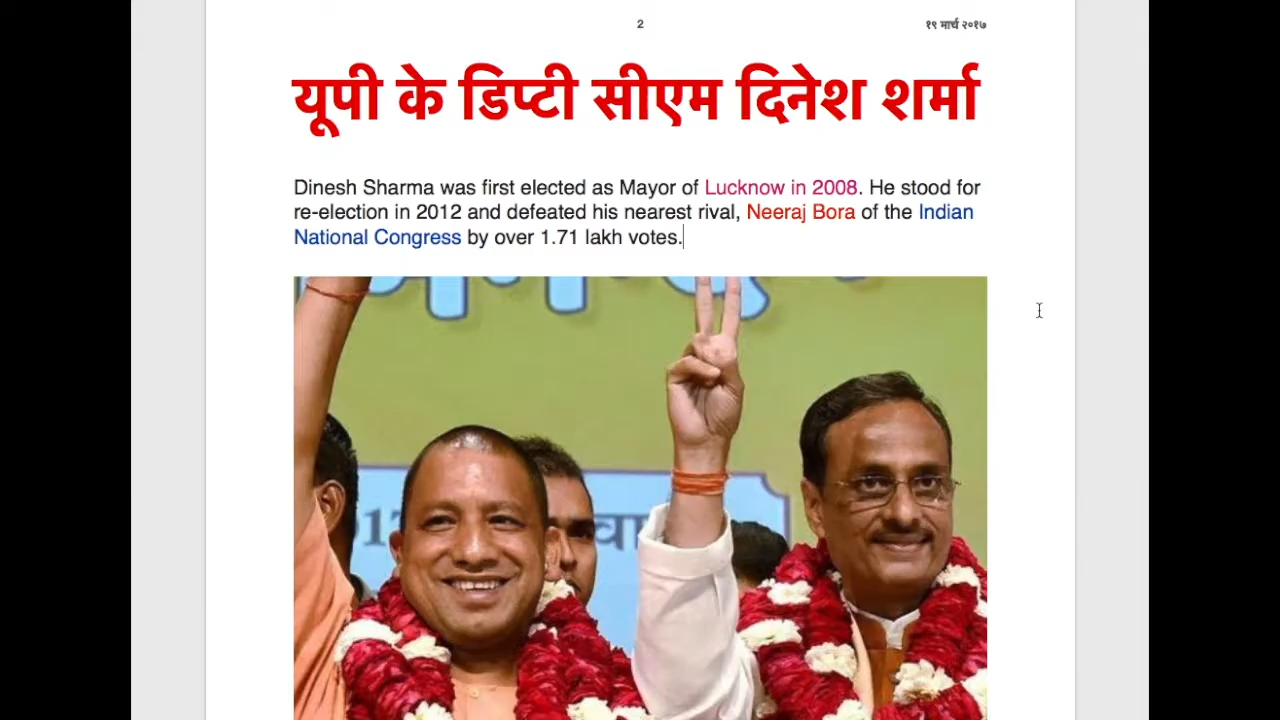 2
१९ मार्च २०१७
यूपी के डिप्टी सीएम दिनेश शर्मा
Dinesh Sharma was first elected as Mayor of Lucknow in 2008. He stood for
re-election in 2012 and defeated his nearest rival, Neeraj Bora of the Indian
National Congress by over 1.71 lakh votes.